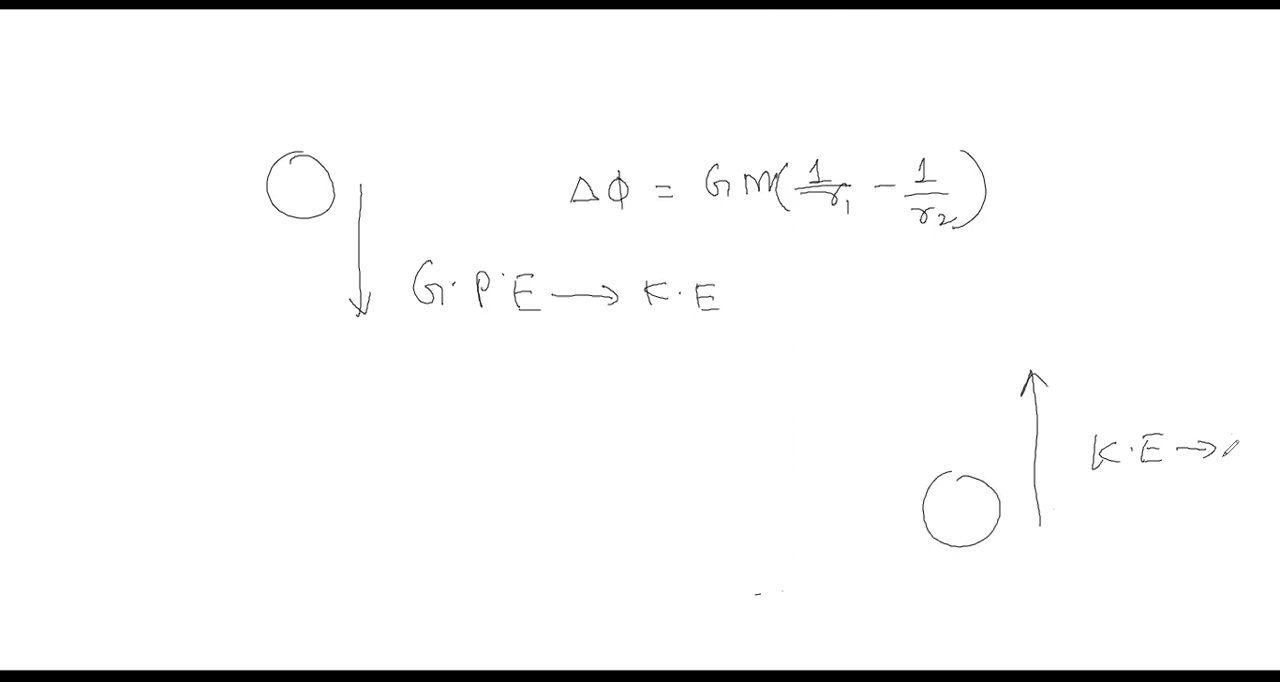 Δϕ = GM(1/r₁ - 1/r₂)
G.P.E → K.E
K.E →